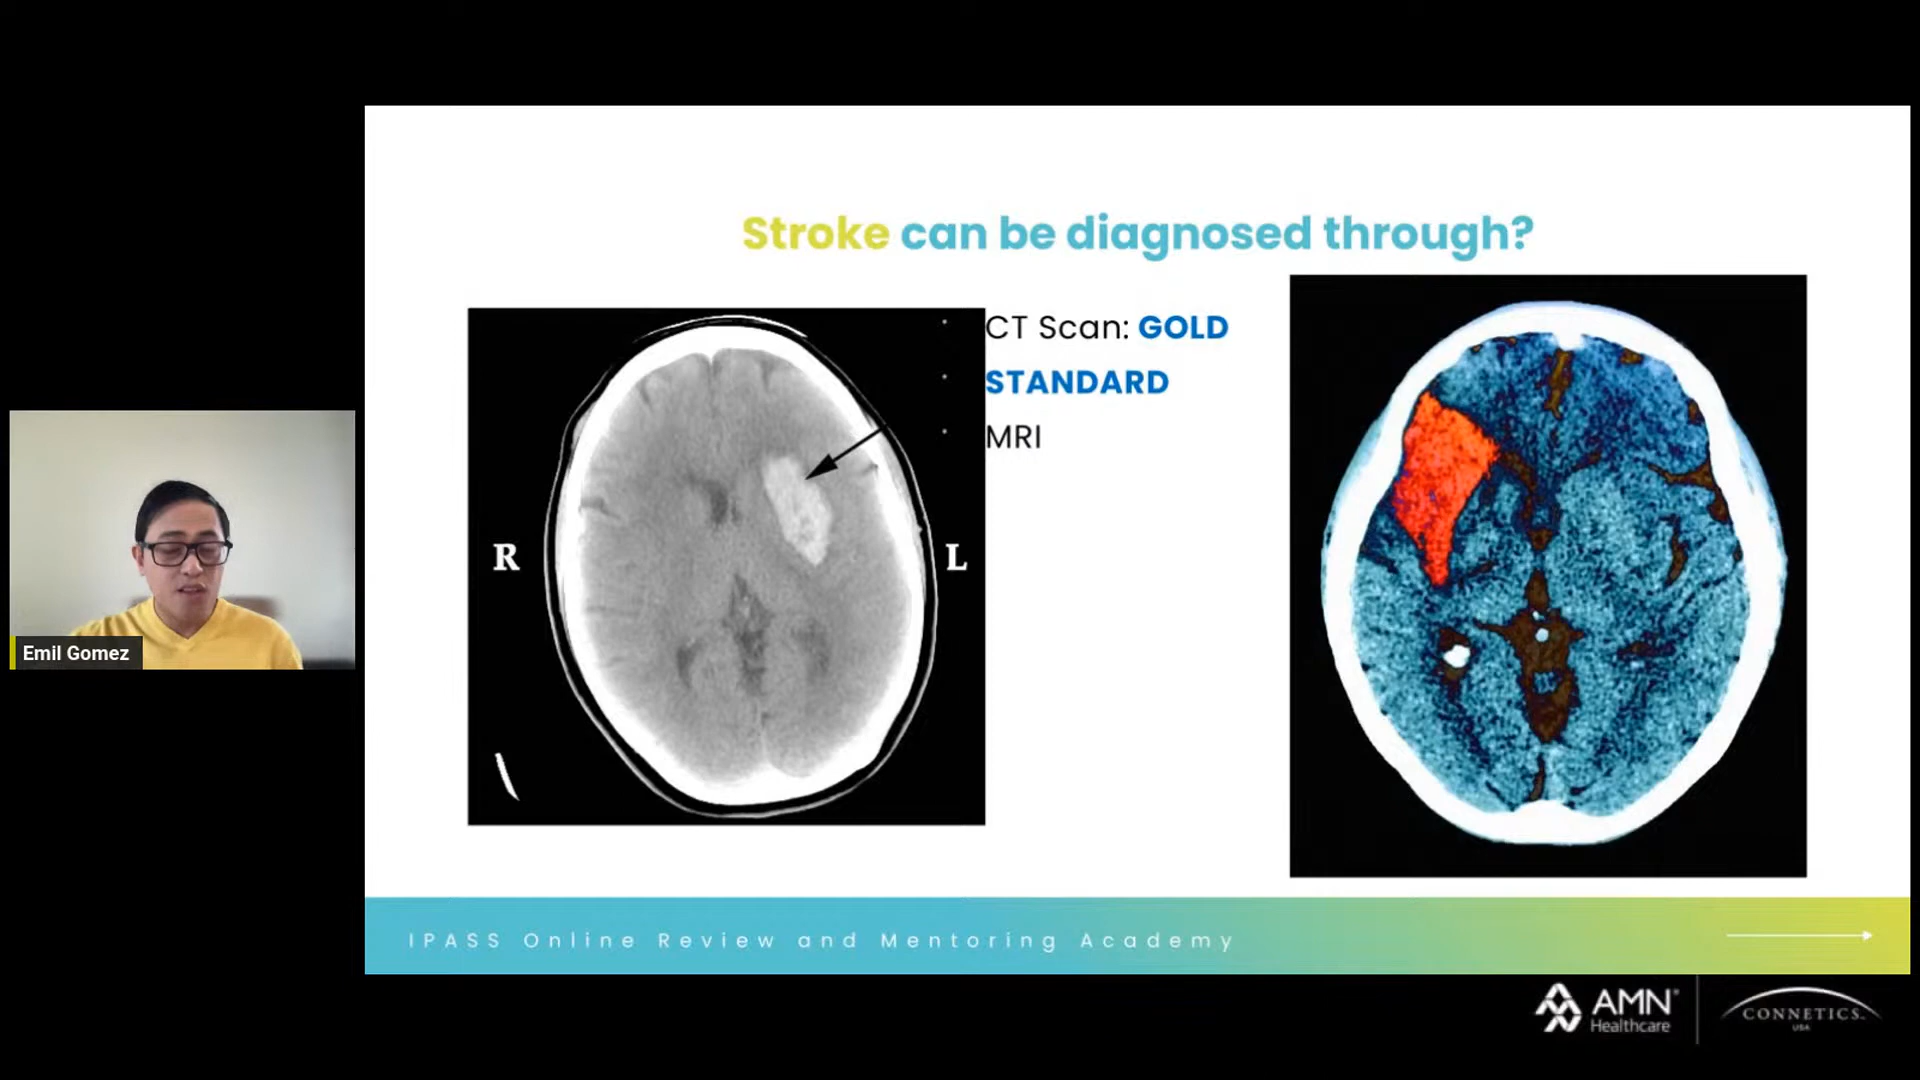 Stroke can be diagnosed through?
CT Scan: GOLD
STANDARD
MRI
R
L
Emil Gomez
IPASS Online Review and Mentoring Academy
AMN
Healthcare
CONNETICS
USA